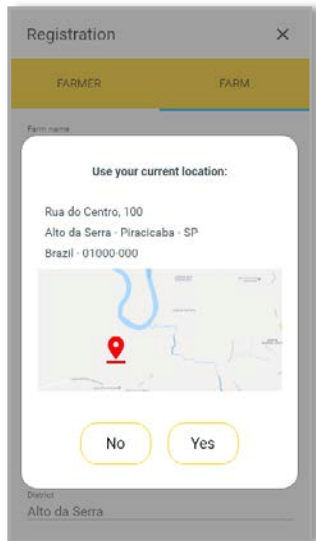 Registration
FARMER
FARM
Farm name
Use your current location:
Rua do Centro, 100
Alto da Serra - Piracicaba - SP
Brazil - 01000-000
No
Yes
District
Alto da Serra